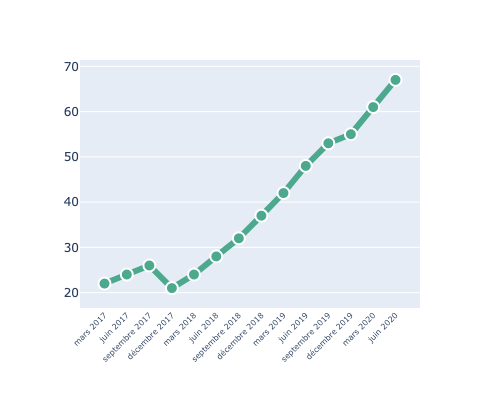 70
60
50
40
30
20
mars 2017
juin 2017
septembre 2017
décembre 2017
mars 2018
juin 2018
septembre 2018
décembre 2018
mars 2019
juin 2019
septembre 2019
décembre 2019
mars 2020
juin 2020